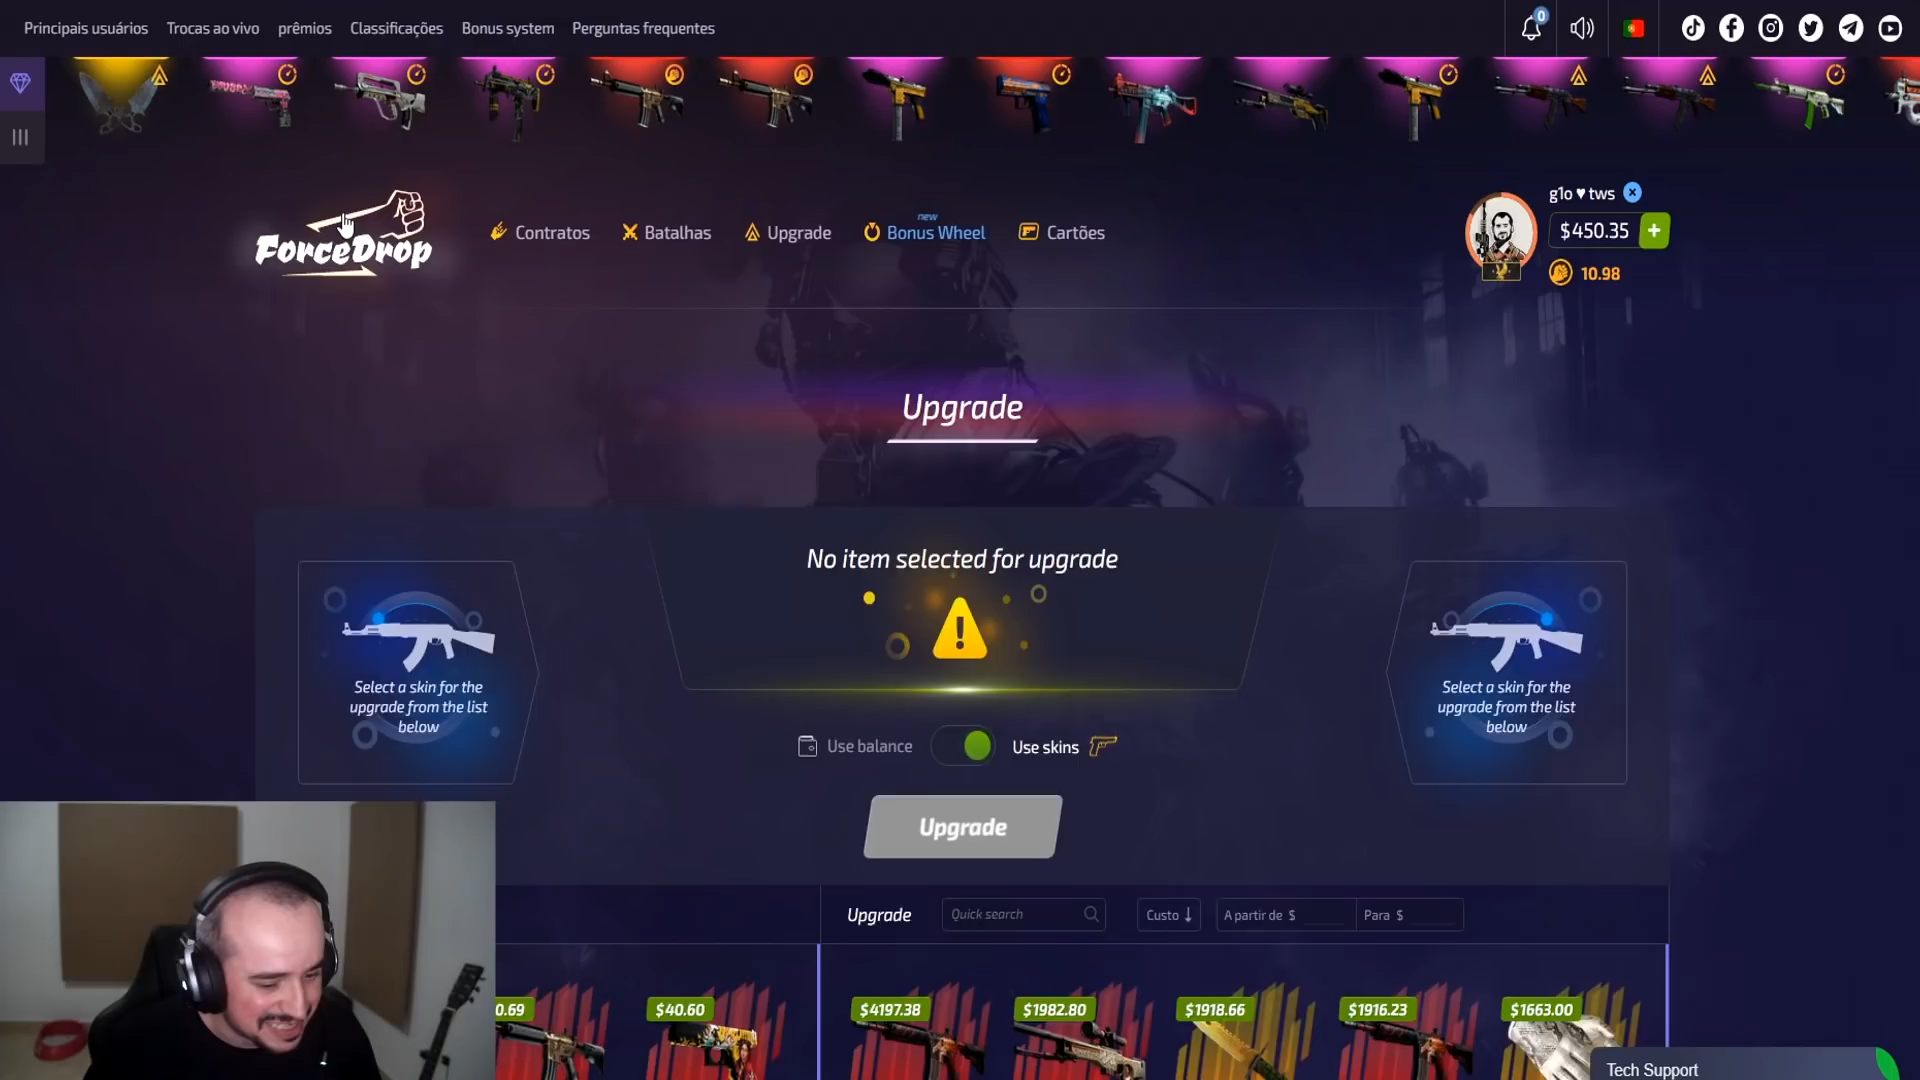 Principais usuários Trocas ao vivo prêmios Classificações Bonus system Perguntas frequentes
0
ForceDrop
Contratos
Batalhas
Upgrade
new
Bonus Wheel
Cartões
g1o ♥ tws
$450.35 +
10.98
Upgrade
No item selected for upgrade
Select a skin for the
upgrade from the list
below
Select a skin for the
upgrade from the list
below
Use balance
Use skins
Upgrade
Upgrade
Quick search
Custo
A partir de $
Para $
0.69
$40.60
$4197.38
$1982.80
$1918.66
$1916.23
$1663.00
Tech Support